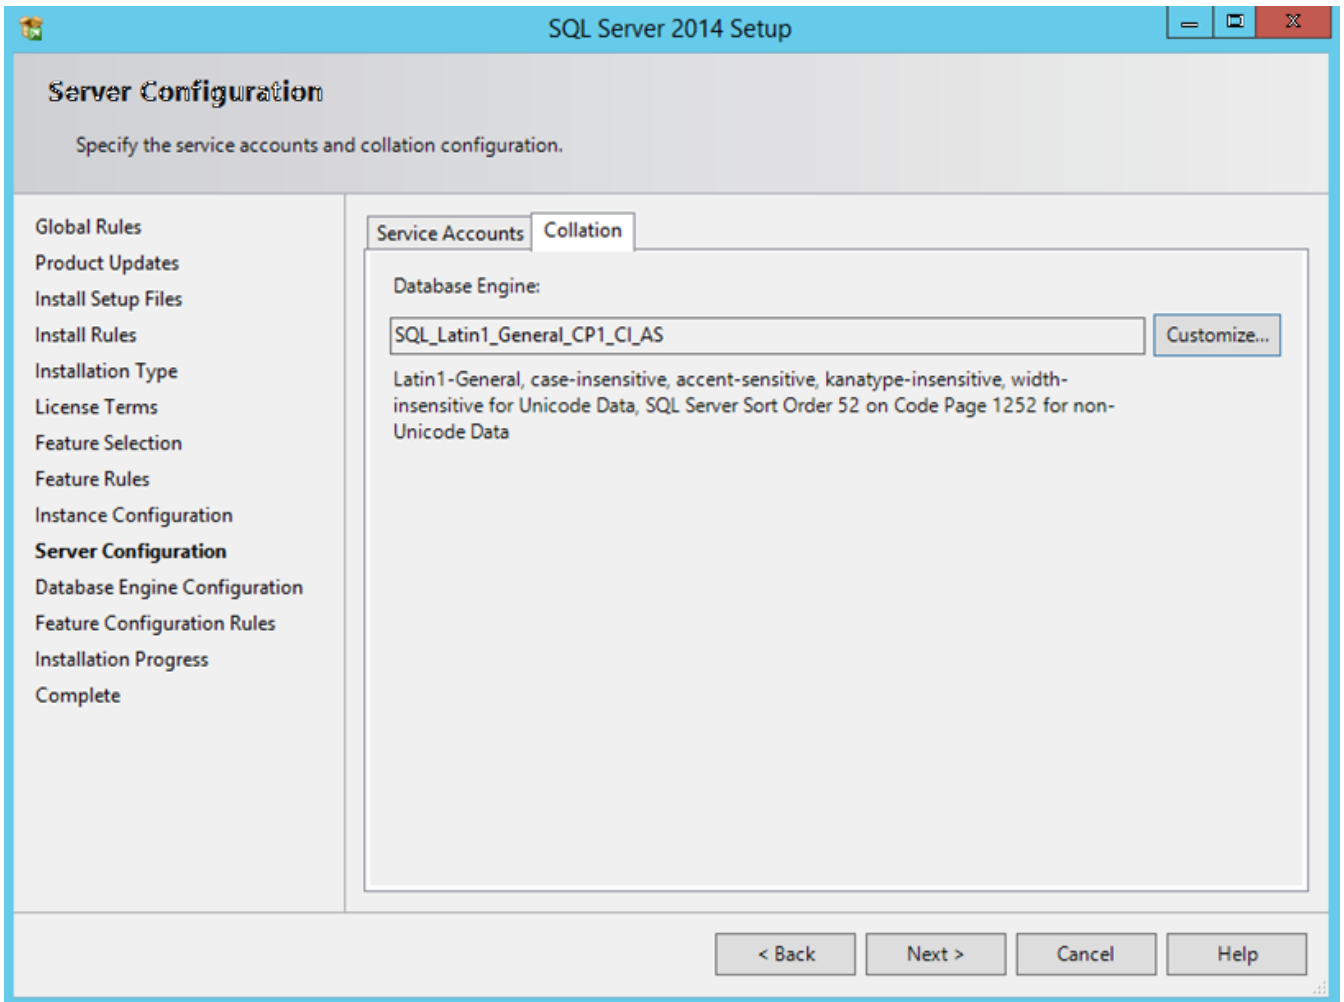 SQL Server 2014 Setup
Server Configuration
Specify the service accounts and collation configuration.
Global Rules
Product Updates
Install Setup Files
Install Rules
Installation Type
License Terms
Feature Selection
Feature Rules
Instance Configuration
Server Configuration
Database Engine Configuration
Feature Configuration Rules
Installation Progress
Complete
Service Accounts
Collation
Database Engine:
SQL_Latin1_General_CP1_CI_AS
Customize...
Latin1-General, case-insensitive, accent-sensitive, kanatype-insensitive, width-
insensitive for Unicode Data, SQL Server Sort Order 52 on Code Page 1252 for non-
Unicode Data
< Back
Next >
Cancel
Help